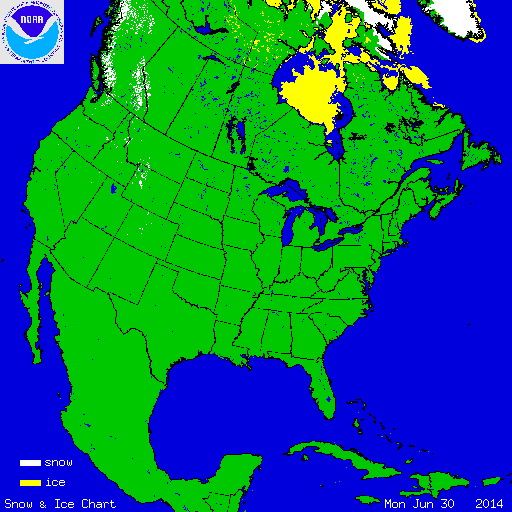 NOAA
snow
ice
Snow & Ice Chart
Mon Jun 30 2014